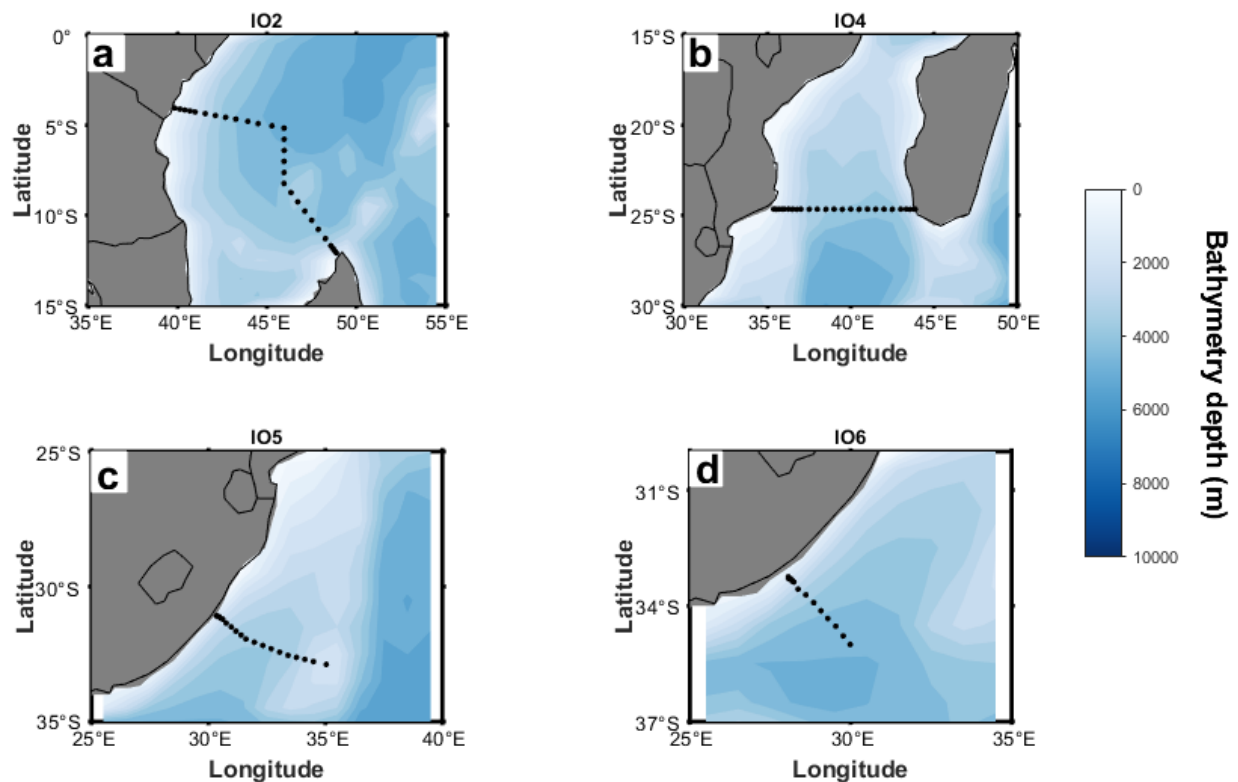 IO2
a
0°
5°S
10°S
15°S
Latitude
35°E 40°E 45°E 50°E 55°E
Longitude
IO4
b
15°S
20°S
25°S
30°S
Latitude
30°E 35°E 40°E 45°E 50°E
Longitude
IO5
c
25°S
30°S
35°S
Latitude
25°E 30°E 35°E 40°E
Longitude
IO6
d
31°S
34°S
37°S
Latitude
25°E 30°E 35°E
Longitude
0
2000
4000
6000
8000
10000
Bathymetry depth (m)